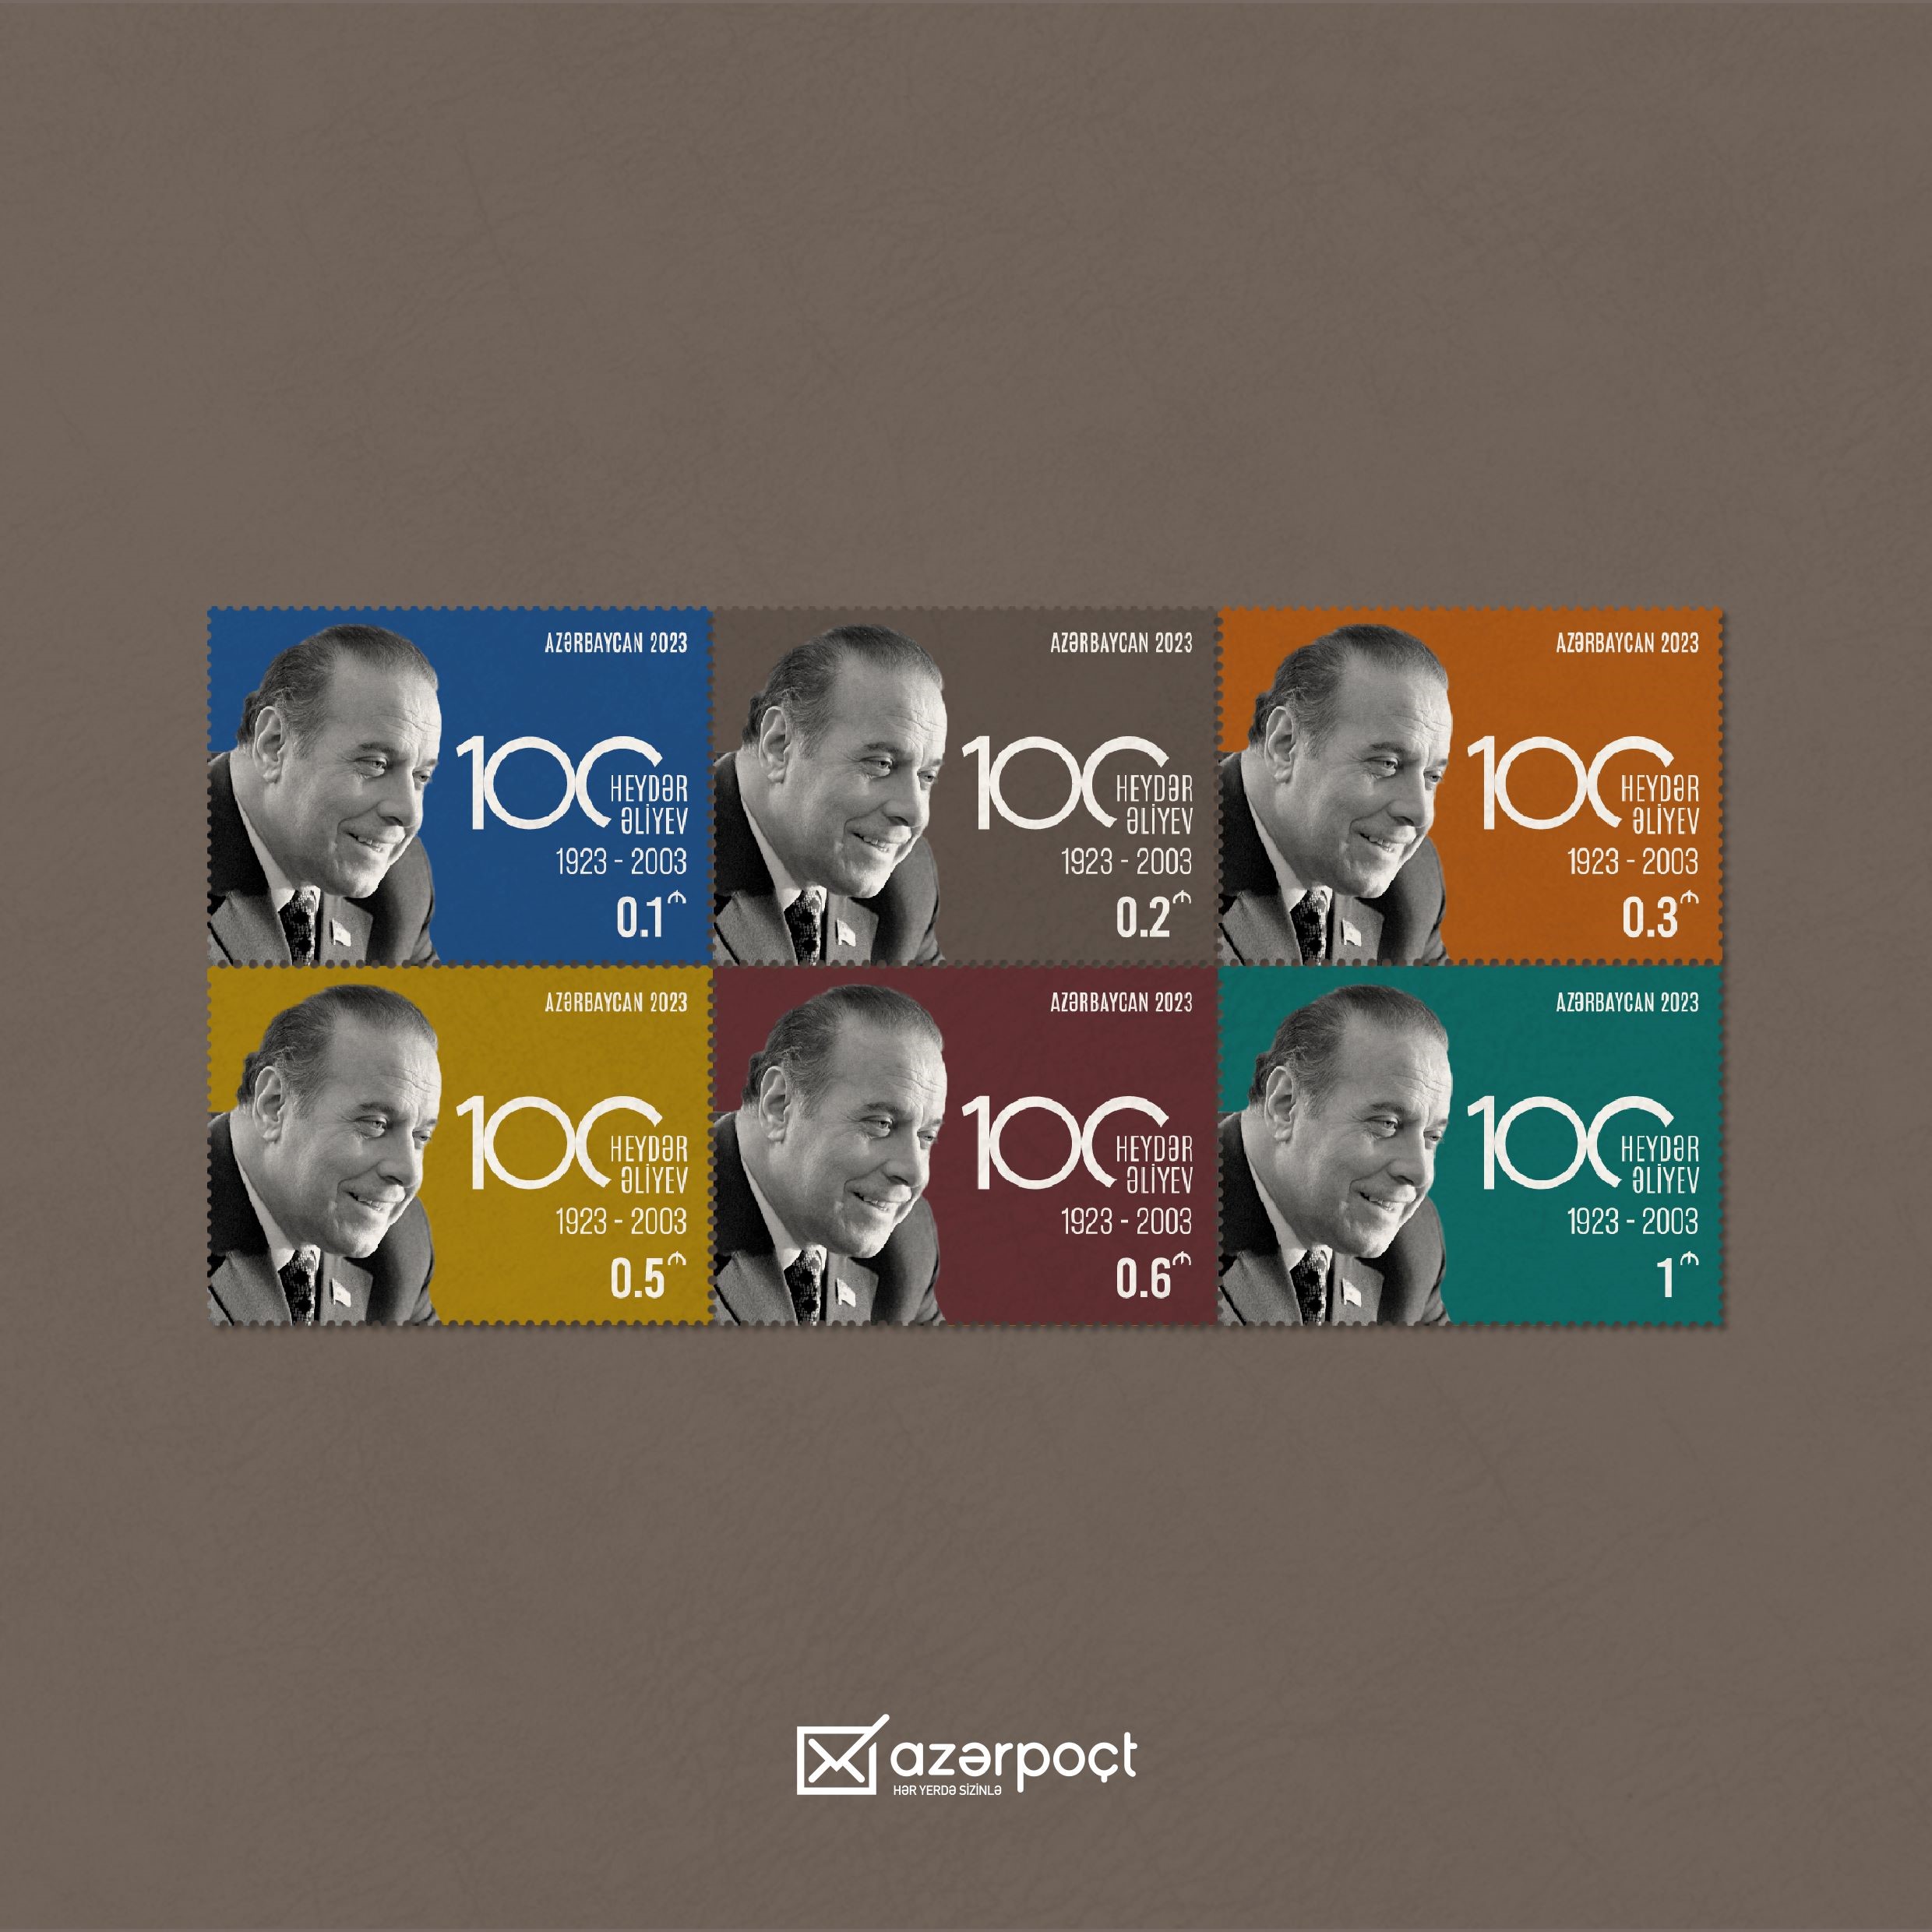 AZƏRBAYCAN 2023
100
HEYDƏR
ƏLİYEV
1923 - 2003
0.1₼
AZƏRBAYCAN 2023
100
HEYDƏR
ƏLİYEV
1923 - 2003
0.2₼
AZƏRBAYCAN 2023
100
HEYDƏR
ƏLİYEV
1923 - 2003
0.3₼
AZƏRBAYCAN 2023
100
HEYDƏR
ƏLİYEV
1923 - 2003
0.5₼
AZƏRBAYCAN 2023
100
HEYDƏR
ƏLİYEV
1923 - 2003
0.6₼
AZƏRBAYCAN 2023
100
HEYDƏR
ƏLİYEV
1923 - 2003
1₼
azərpoçt
HƏR YERDƏ SİZİNLƏ